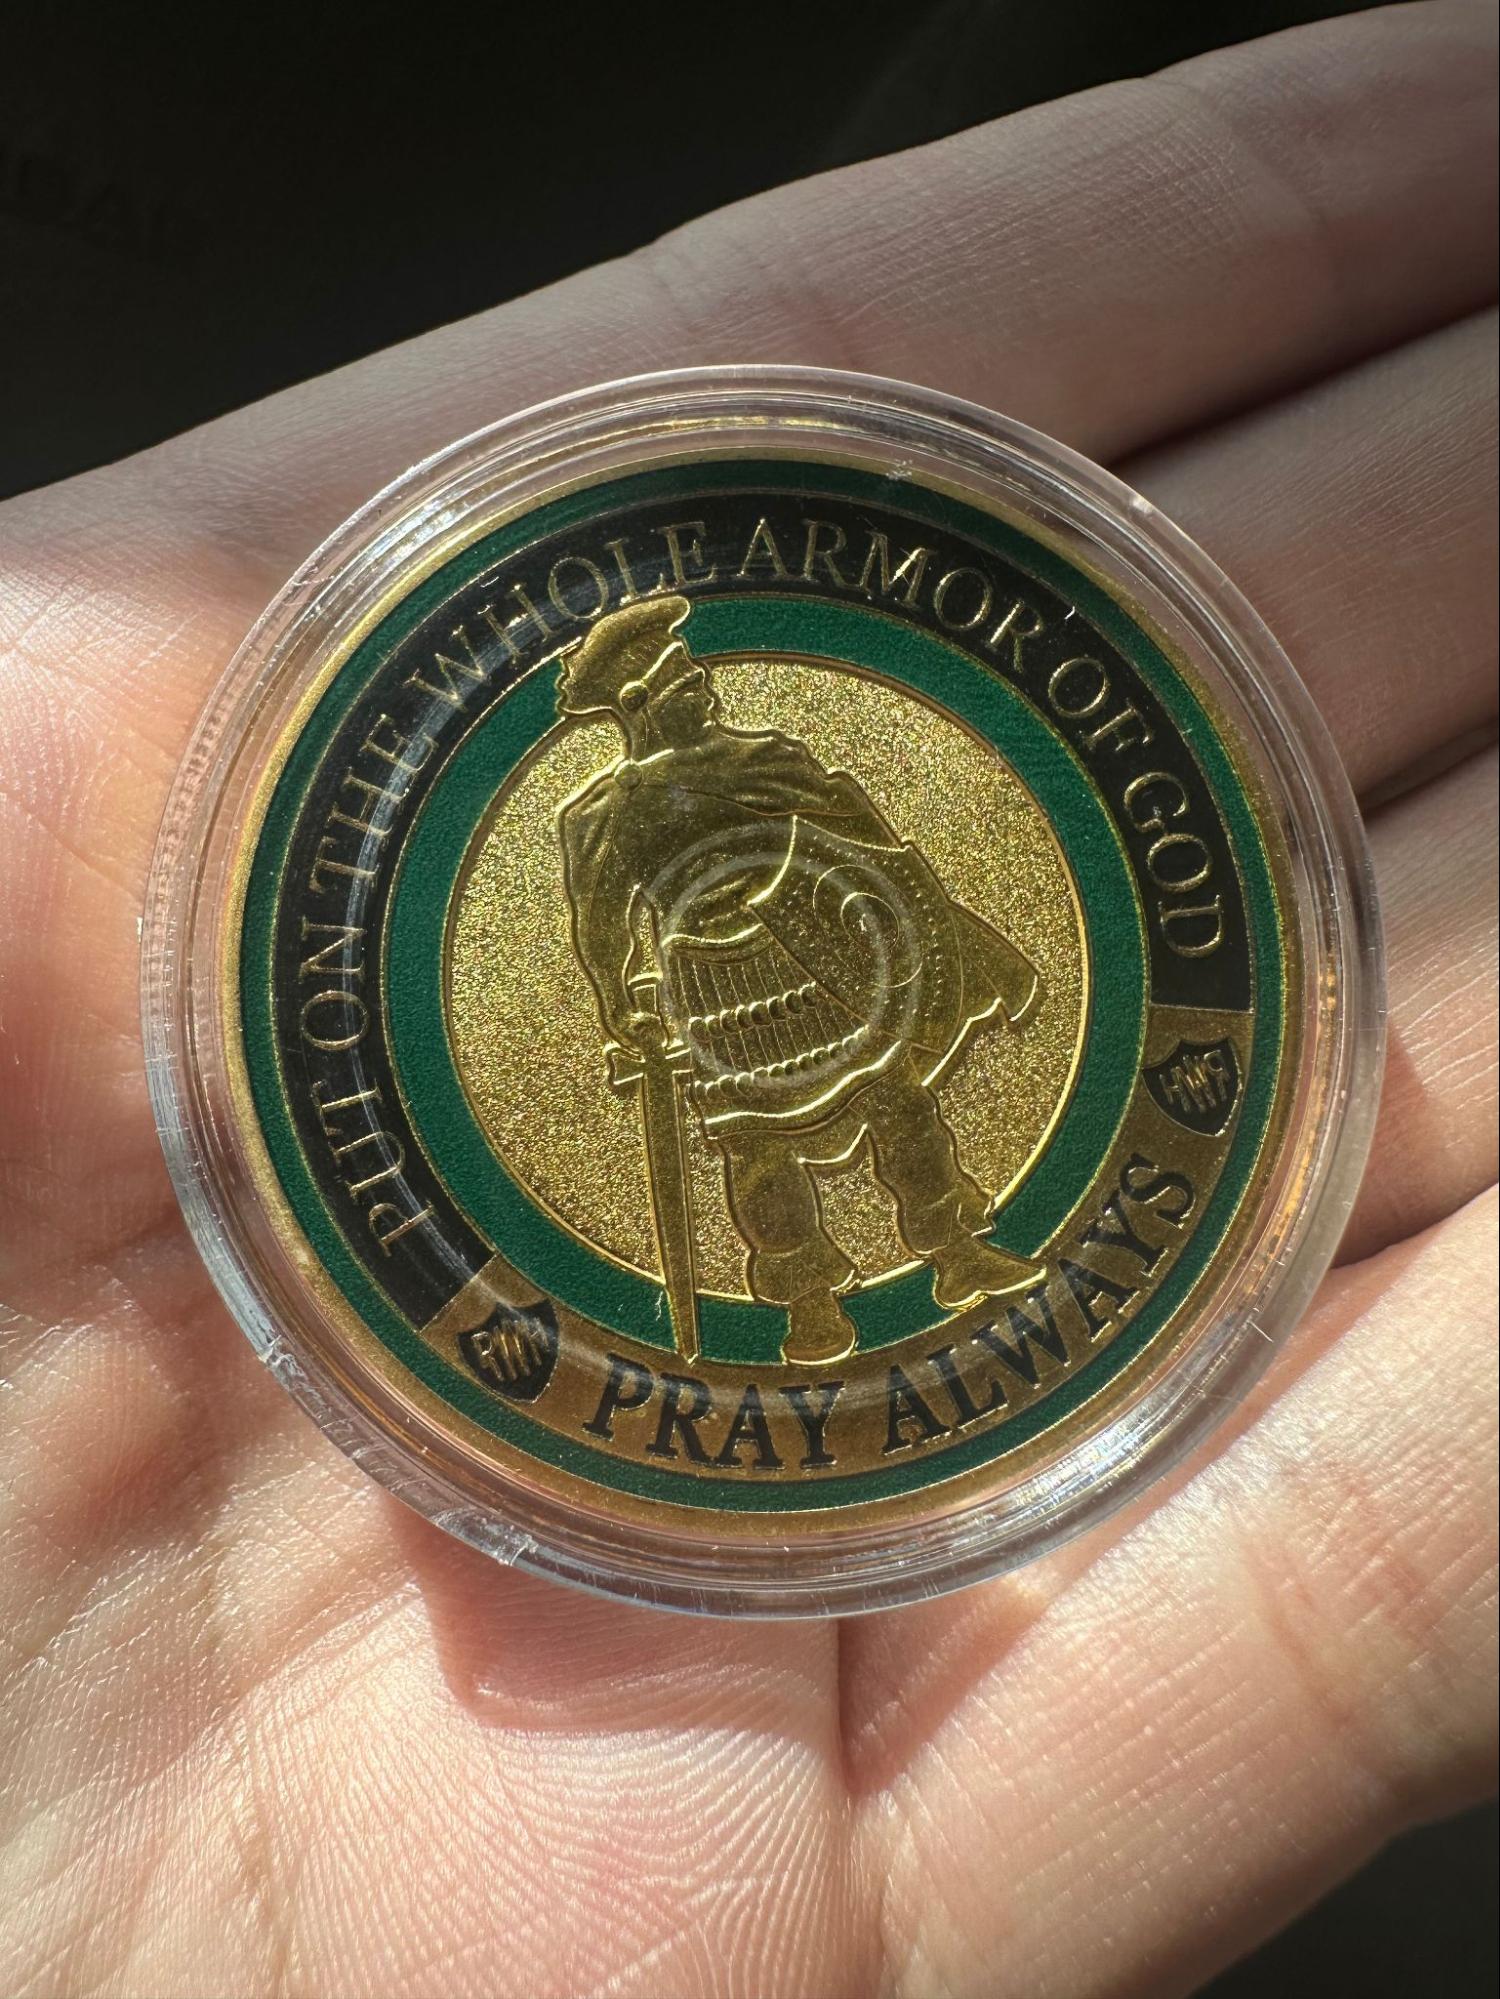 PUT ON THE WHOLE ARMOR OF GOD
PRAY ALWAYS